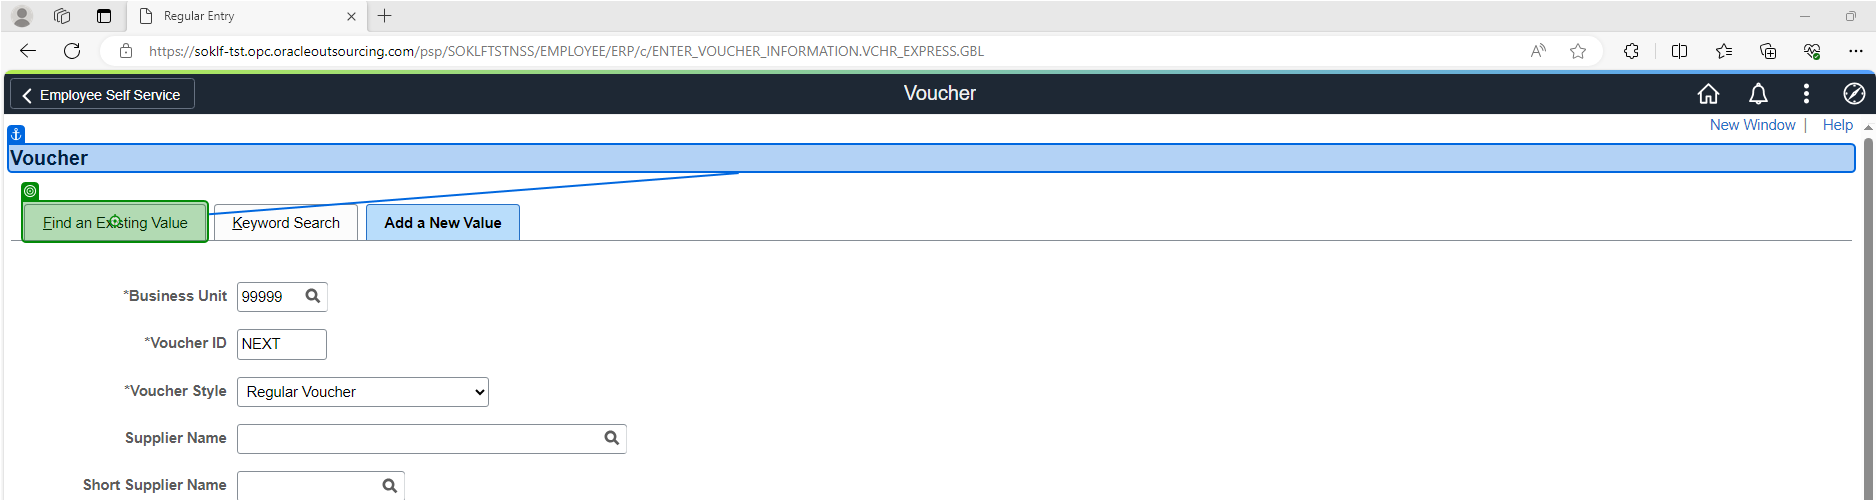 Regular Entry
https://soklf-tst.opc.oracleoutsourcing.com/psp/SOKLFTSTNSS/EMPLOYEE/ERP/c/ENTER_VOUCHER_INFORMATION.VCHR_EXPRESS.GBL
Employee Self Service Voucher
New Window | Help
Voucher
Find an Existing Value Keyword Search Add a New Value
*Business Unit 99999
*Voucher ID NEXT
*Voucher Style Regular Voucher
Supplier Name
Short Supplier Name